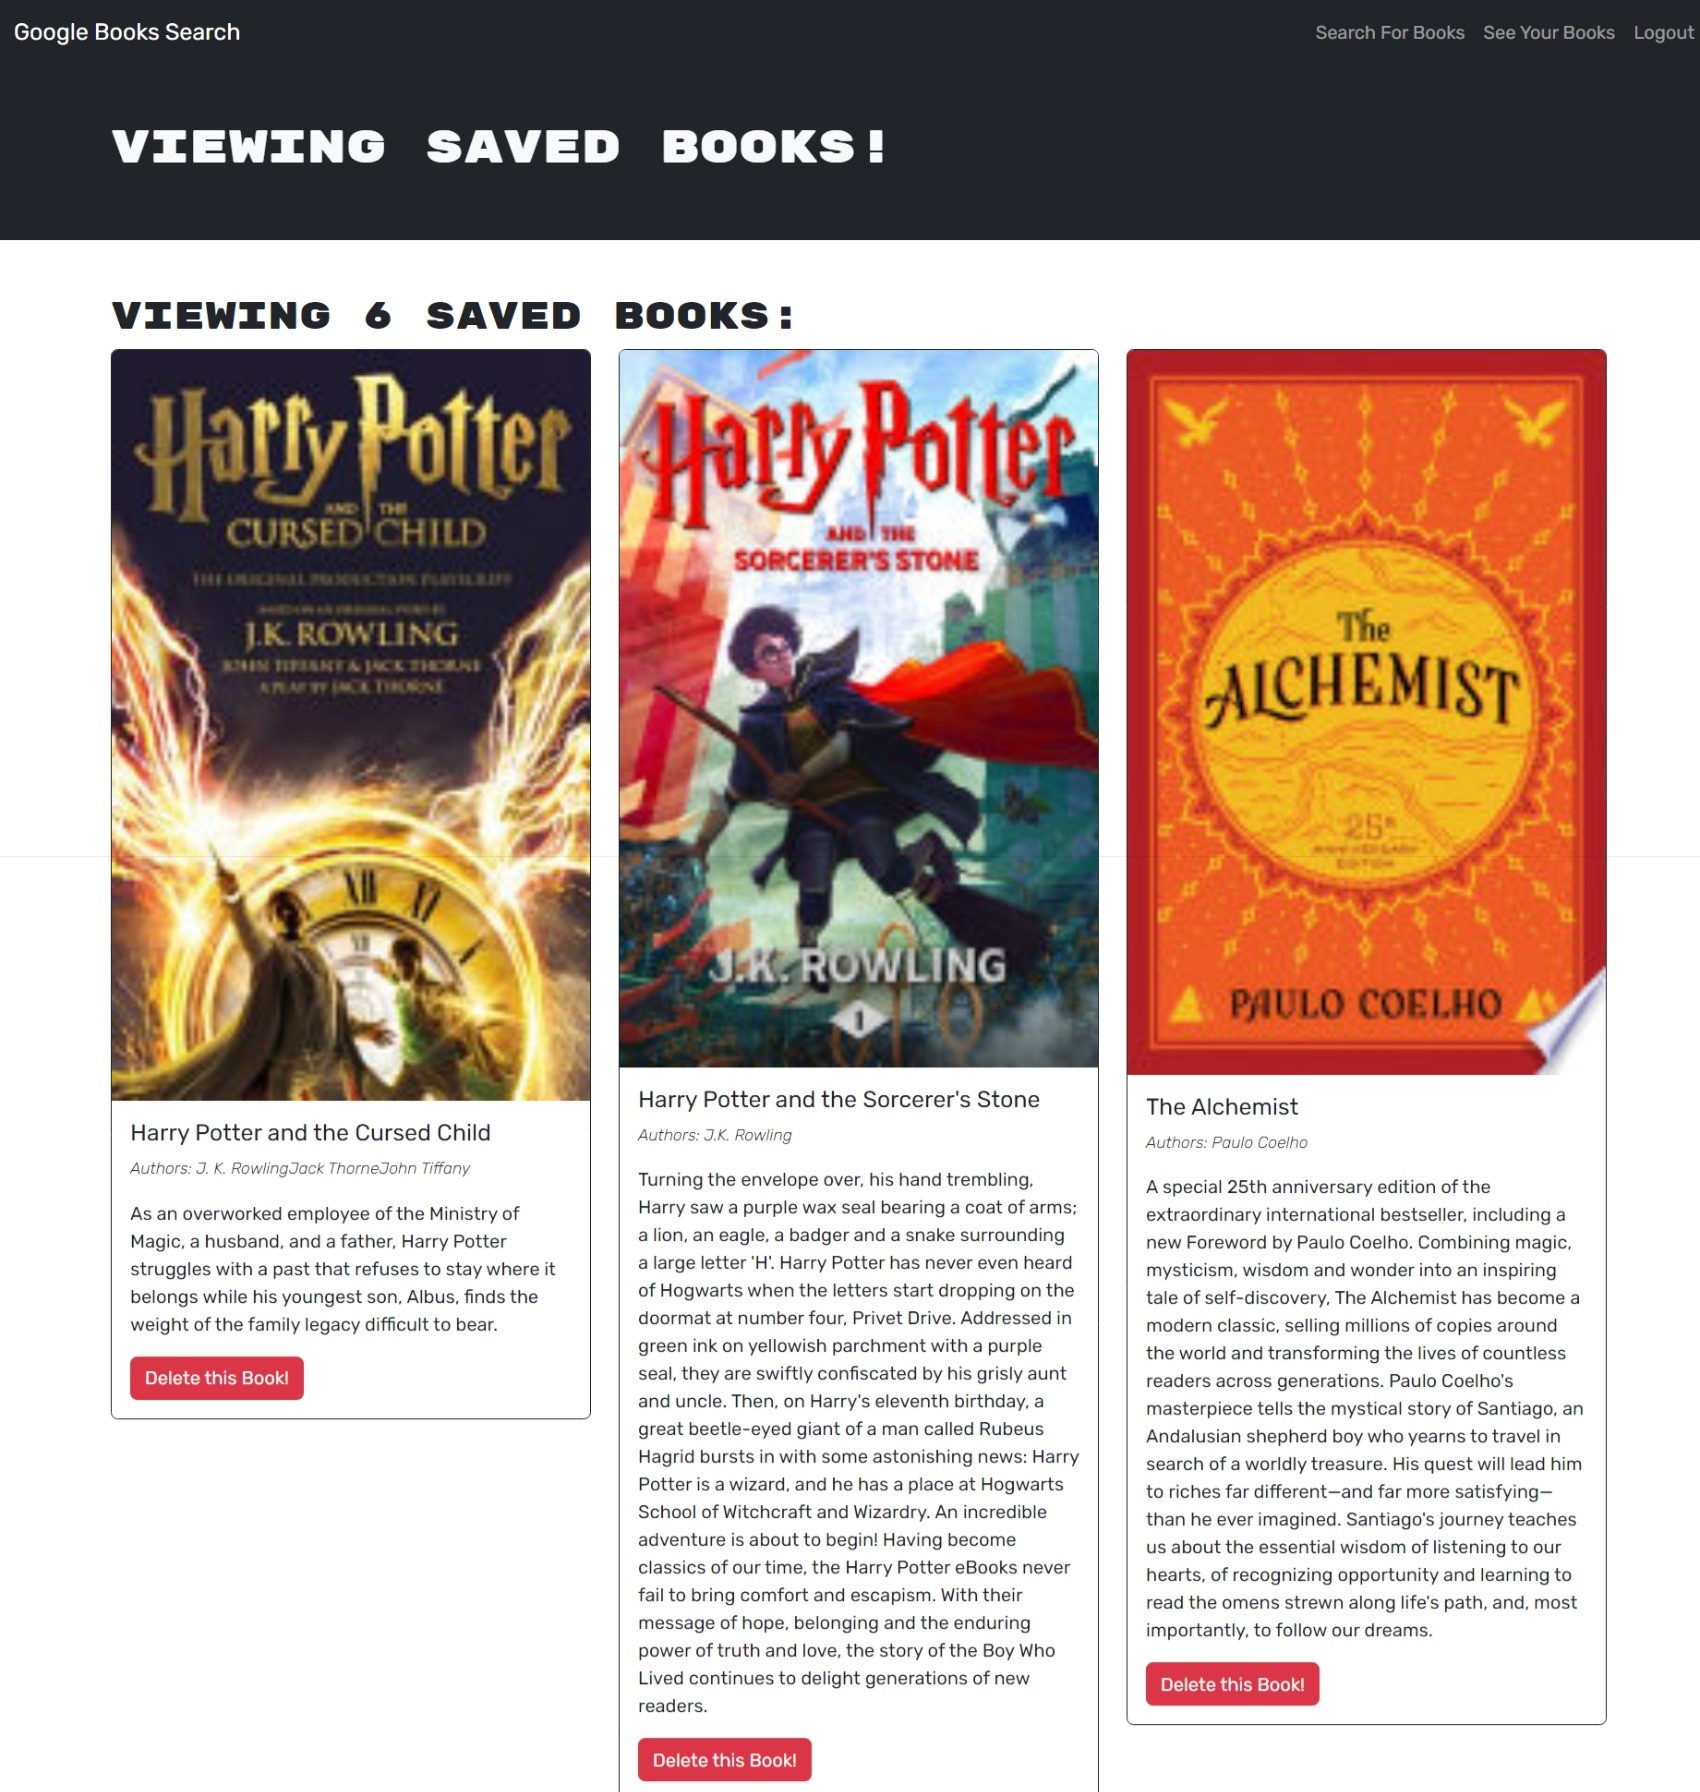 Google Books Search
Search For Books
See Your Books
Logout
VIEWING SAVED BOOKS!
VIEWING 6 SAVED BOOKS:
Harry Potter
AND THE
CURSED CHILD
THE ORIGINAL PRODUCTION PLAYSCRIPT
BASED ON AN ORIGINAL STORY BY
J.K. ROWLING
JOHN TIFFANY & JACK THORNE
A PLAY BY JACK THORNE
XII XI
XII
Harry Potter and the Cursed Child
Authors: J. K. RowlingJack ThorneJohn Tiffany
As an overworked employee of the Ministry of
Magic, a husband, and a father, Harry Potter
struggles with a past that refuses to stay where it
belongs while his youngest son, Albus, finds the
weight of the family legacy difficult to bear.
Delete this Book!
Harry Potter
AND THE
SORCERER'S STONE
J.K. ROWLING
1
Harry Potter and the Sorcerer's Stone
Authors: J.K. Rowling
Turning the envelope over, his hand trembling,
Harry saw a purple wax seal bearing a coat of arms;
a lion, an eagle, a badger and a snake surrounding
a large letter 'H'. Harry Potter has never even heard
of Hogwarts when the letters start dropping on the
doormat at number four, Privet Drive. Addressed in
green ink on yellowish parchment with a purple
seal, they are swiftly confiscated by his grisly aunt
and uncle. Then, on Harry's eleventh birthday, a
great beetle-eyed giant of a man called Rubeus
Hagrid bursts in with some astonishing news: Harry
Potter is a wizard, and he has a place at Hogwarts
School of Witchcraft and Wizardry. An incredible
adventure is about to begin! Having become
classics of our time, the Harry Potter eBooks never
fail to bring comfort and escapism. With their
message of hope, belonging and the enduring
power of truth and love, the story of the Boy Who
Lived continues to delight generations of new
readers.
Delete this Book!
The
ALCHEMIST
25th
ANNIVERSARY
EDITION
PAULO COELHO
The Alchemist
Authors: Paulo Coelho
A special 25th anniversary edition of the
extraordinary international bestseller, including a
new Foreword by Paulo Coelho. Combining magic,
mysticism, wisdom and wonder into an inspiring
tale of self-discovery, The Alchemist has become a
modern classic, selling millions of copies around
the world and transforming the lives of countless
readers across generations. Paulo Coelho's
masterpiece tells the mystical story of Santiago, an
Andalusian shepherd boy who yearns to travel in
search of a worldly treasure. His quest will lead him
to riches far different—and far more satisfying—
than he ever imagined. Santiago's journey teaches
us about the essential wisdom of listening to our
hearts, of recognizing opportunity and learning to
read the omens strewn along life's path, and, most
importantly, to follow our dreams.
Delete this Book!